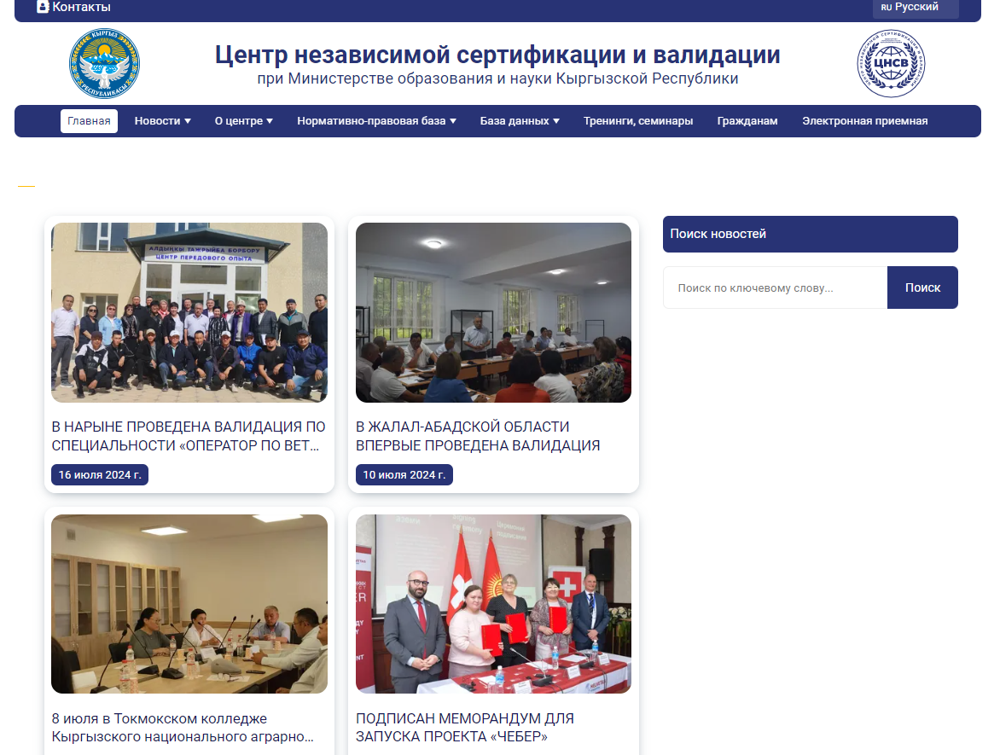 Контакты
RU Русский
КЫРГЫЗ РЕСПУБЛИКАСЫ
Центр независимой сертификации и валидации
при Министерстве образования и науки Кыргызской Республики
ЦНСВ
Главная Новости О центре Нормативно-правовая база База данных Тренинги, семинары Гражданам Электронная приемная
АЛДЫҢКЫ ТАЖРЫЙБА БОРБОРУ
ЦЕНТР ПЕРЕДОВОГО ОПЫТА
В НАРЫНЕ ПРОВЕДЕНА ВАЛИДАЦИЯ ПО
СПЕЦИАЛЬНОСТИ «ОПЕРАТОР ПО ВЕТ...
16 июля 2024 г.
В ЖАЛАЛ-АБАДСКОЙ ОБЛАСТИ
ВПЕРВЫЕ ПРОВЕДЕНА ВАЛИДАЦИЯ
10 июля 2024 г.
Поиск новостей
Поиск по ключевому слову...
Поиск
8 июля в Токмокском колледже
Кыргызского национального аграрно...
Церемония
подписания
ПОДПИСАН МЕМОРАНДУМ ДЛЯ
ЗАПУСКА ПРОЕКТА «ЧЕБЕР»